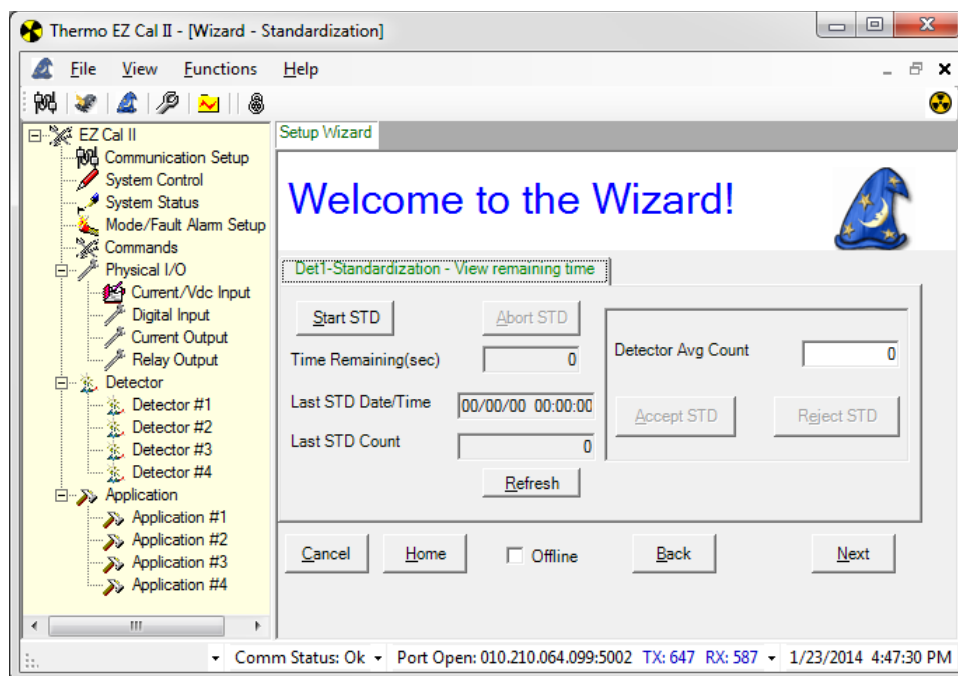 Thermo EZ Cal II - [Wizard - Standardization]
File View Functions Help
EZ Cal II
Communication Setup
System Control
System Status
Mode/Fault Alarm Setup
Commands
Physical I/O
Current/Vdc Input
Digital Input
Current Output
Relay Output
Detector
Detector #1
Detector #2
Detector #3
Detector #4
Application
Application #1
Application #2
Application #3
Application #4
Setup Wizard
Welcome to the Wizard!
Det1-Standardization - View remaining time
Start STD Abort STD
Time Remaining(sec) 0
Last STD Date/Time 00/00/00 00:00:00
Last STD Count 0
Refresh
Detector Avg Count 0
Accept STD Reject STD
Cancel Home Offline Back Next
Comm Status: Ok Port Open: 010.210.064.099:5002 TX: 647 RX: 587 1/23/2014 4:47:30 PM